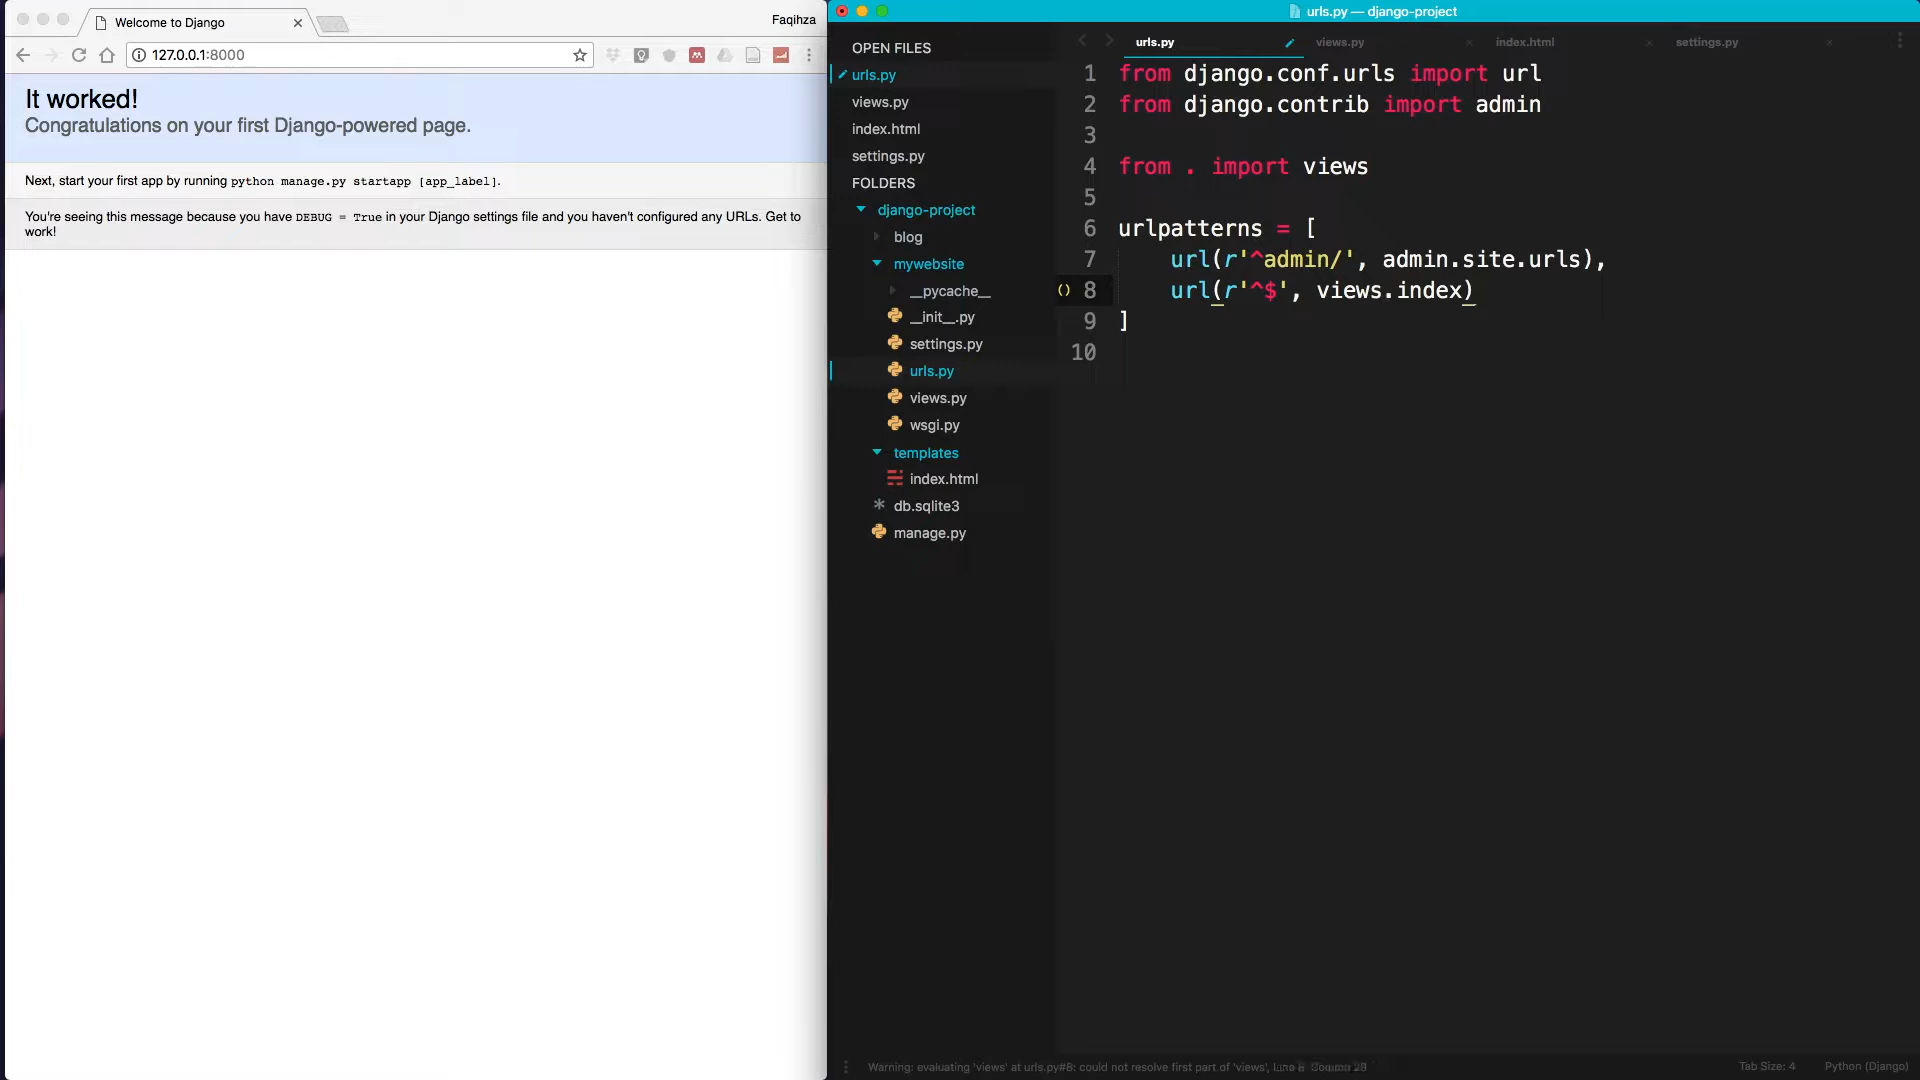 Welcome to Django
Faqihza
127.0.0.1:8000
It worked!
Congratulations on your first Django-powered page.
Next, start your first app by running python manage.py startapp [app_label].
You're seeing this message because you have DEBUG = True in your Django settings file and you haven't configured any URLs. Get to
work!
urls.py — django-project
OPEN FILES
urls.py
views.py
index.html
settings.py
FOLDERS
django-project
blog
mywebsite
__pycache__
__init__.py
settings.py
urls.py
views.py
wsgi.py
templates
index.html
db.sqlite3
manage.py
urls.py
views.py
index.html
settings.py
1 from django.conf.urls import url
2 from django.contrib import admin
3
4 from . import views
5
6 urlpatterns = [
7 url(r'^admin/', admin.site.urls),
() 8 url(r'^$', views.index)
9 ]
10
Warning: evaluating 'views' at urls.py#8: could not resolve first part of 'views',
Tab Size: 4
Python (Django)